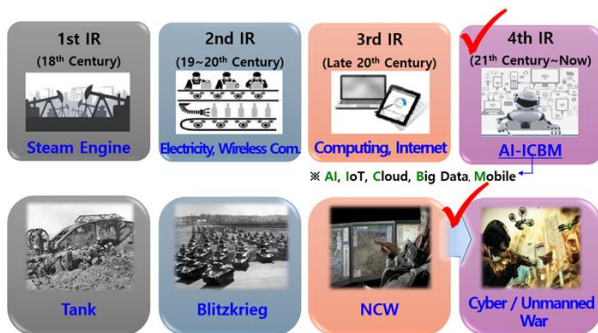 1st IR
(18th Century)
Steam Engine
2nd IR
(19~20th Century)
Electricity, Wireless Com.
3rd IR
(Late 20th Century)
Computing, Internet
4th IR
(21th Century~Now)
AI-ICBM
※ AI, IoT, Cloud, Big Data, Mobile
Tank
Blitzkrieg
NCW
Cyber / Unmanned
War